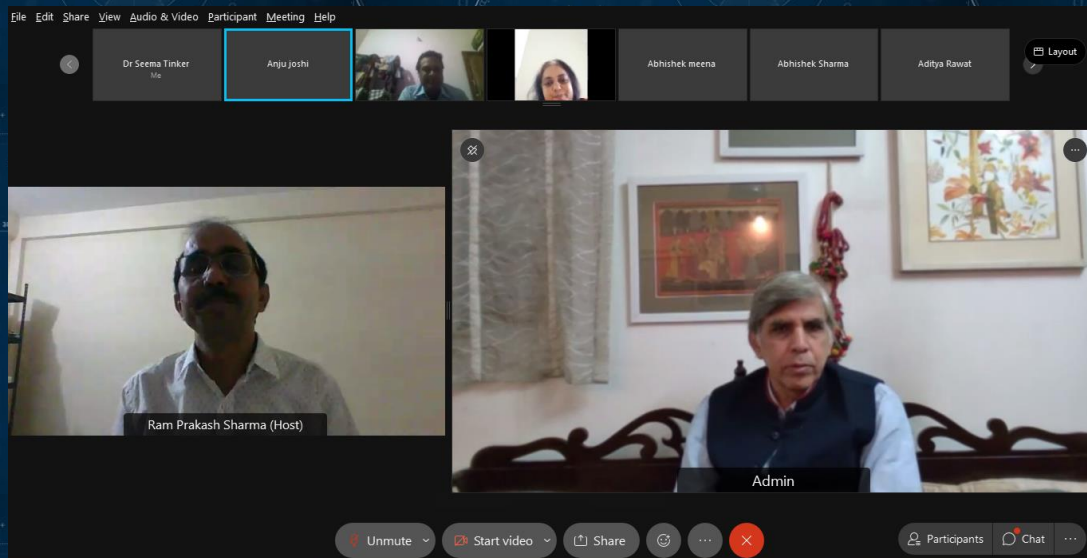 File Edit Share View Audio & Video Participant Meeting Help
Dr Seema Tinker
Me
Anju joshi
Abhishek meena
Abhishek Sharma
Aditya Rawat
Layout
Ram Prakash Sharma (Host)
Admin
Unmute
Start video
Share
Participants
Chat